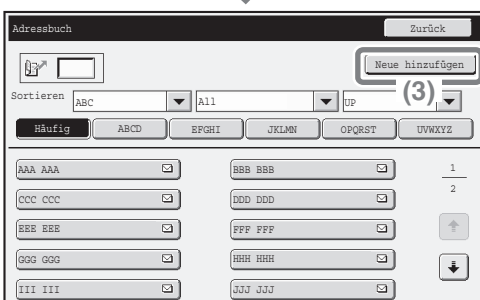 Adressbuch Zurück
Neue hinzufügen
(3)
Sortieren ABC All UP
Häufig ABCD EFGHI JKLMN OPQRST UVWXYZ
AAA AAA BBB BBB 1
CCC CCC DDD DDD 2
EEE EEE FFF FFF
GGG GGG HHH HHH
III III JJJ JJJ